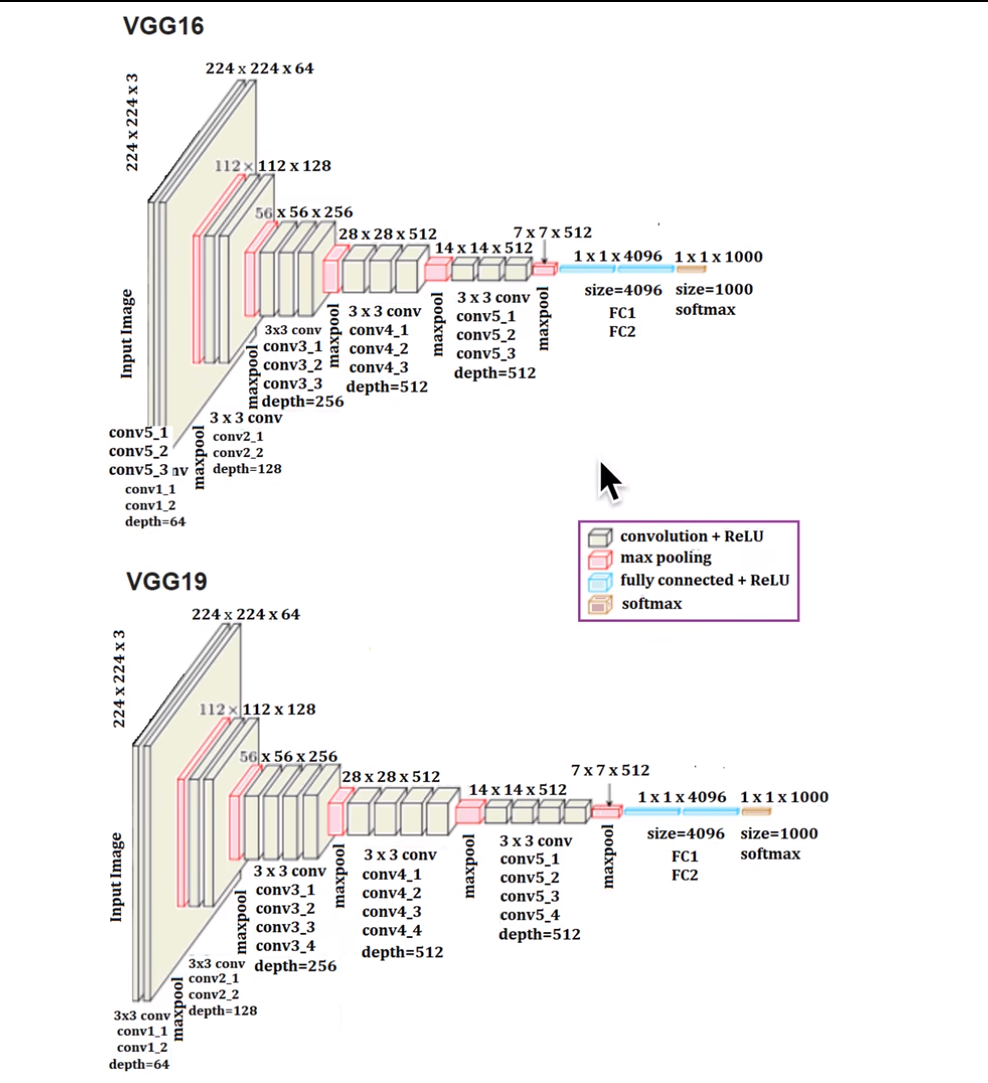 VGG16
224 x 224 x 64
224 x 224 x 3
112 × 112 x 128
56 x 56 x 256
28 x 28 x 512
14 x 14 x 512
7 x 7 x 512
1 x 1 x 4096
1 x 1 x 1000
size=4096
FC1
FC2
size=1000
softmax
Input Image
conv5_1
conv5_2
conv5_3 nv
conv1_1
conv1_2
depth=64
maxpool
3 x 3 conv
conv2_1
conv2_2
depth=128
maxpool
3x3 conv
conv3_1
conv3_2
conv3_3
depth=256
maxpool
3 x 3 conv
conv4_1
conv4_2
conv4_3
depth=512
maxpool
3 x 3 conv
conv5_1
conv5_2
conv5_3
depth=512
maxpool
convolution + ReLU
max pooling
fully connected + ReLU
softmax
VGG19
224 x 224 x 64
224 x 224 x 3
112 × 112 x 128
56 x 56 x 256
28 x 28 x 512
14 x 14 x 512
7 x 7 x 512
1 x 1 x 4096
1 x 1 x 1000
size=4096
FC1
FC2
size=1000
softmax
Input Image
3x3 conv
conv1_1
conv1_2
depth=64
maxpool
3x3 conv
conv2_1
conv2_2
depth=128
maxpool
3 x 3 conv
conv3_1
conv3_2
conv3_3
conv3_4
depth=256
maxpool
3 x 3 conv
conv4_1
conv4_2
conv4_3
conv4_4
depth=512
maxpool
3 x 3 conv
conv5_1
conv5_2
conv5_3
conv5_4
depth=512
maxpool